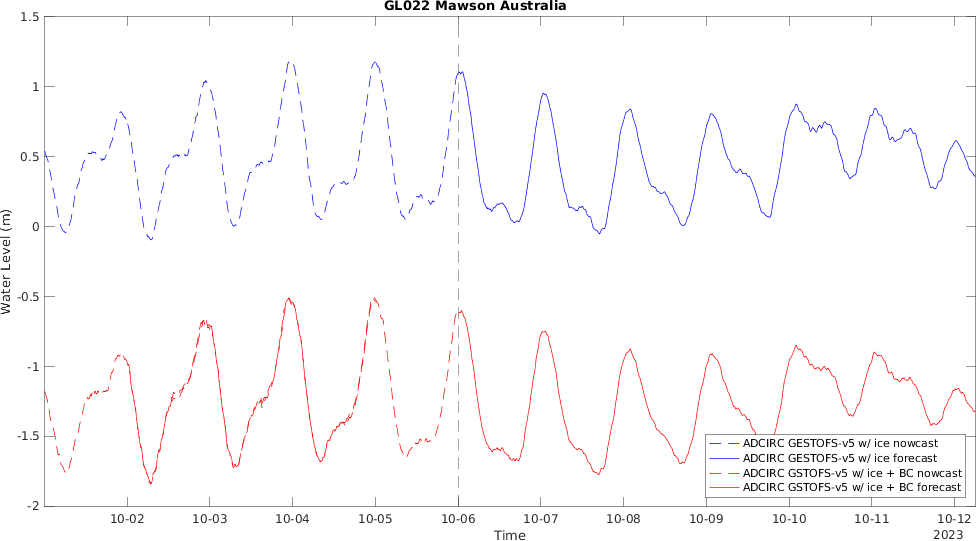 GL022 Mawson Australia
Water Level (m)
1.5
1
0.5
0
-0.5
-1
-1.5
-2
ADCIRC GESTOFS-v5 w/ ice nowcast
ADCIRC GESTOFS-v5 w/ ice forecast
ADCIRC GSTOFS-v5 w/ ice + BC nowcast
ADCIRC GSTOFS-v5 w/ ice + BC forecast
10-02 10-03 10-04 10-05 10-06 10-07 10-08 10-09 10-10 10-11 10-12
Time
2023